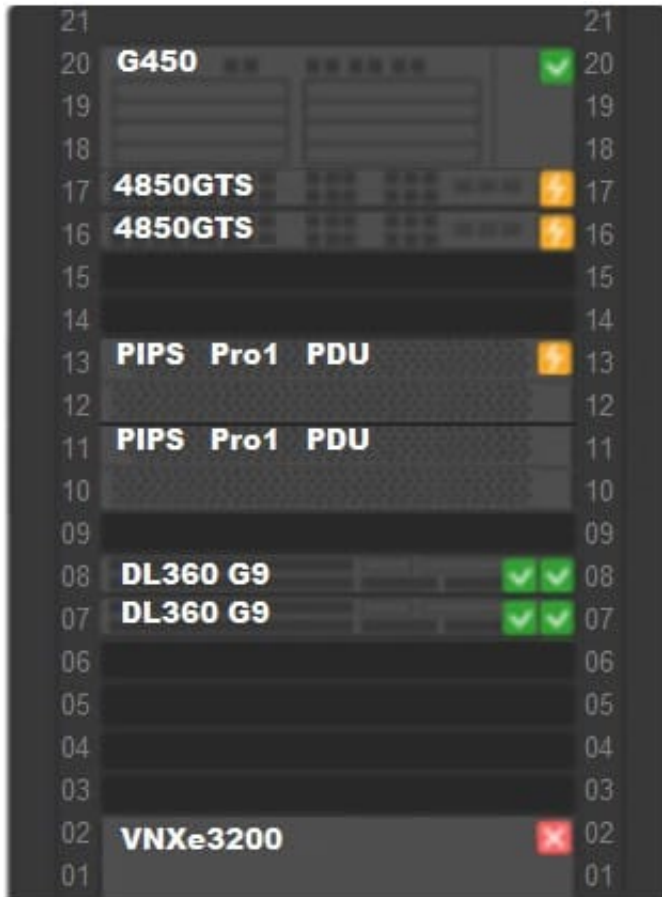 21 21
20 G450 20
19 19
18 18
17 4850GTS 17
16 4850GTS 16
15 15
14 14
13 PIPS Pro1 PDU 13
12 12
11 PIPS Pro1 PDU 11
10 10
09 09
08 DL360 G9 08
07 DL360 G9 07
06 06
05 05
04 04
03 03
02 VNXe3200 02
01 01